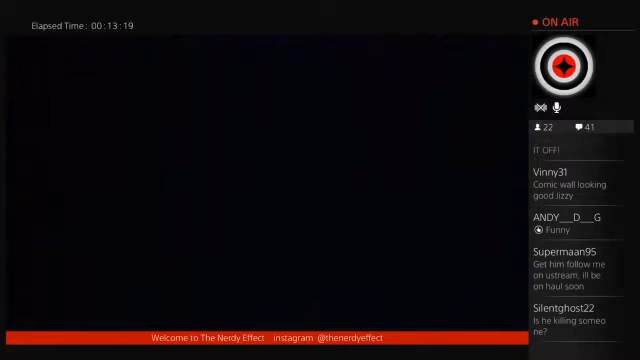 Elapsed Time : 00 : 13 : 19
ON AIR
22 41
IT OFF!
Vinny31
Comic wall looking
good Jizzy
ANDY___D___G
Funny
Supermaan95
Get him follow me
on ustream, ill be
on haul soon
Silentghost22
Is he killing someo
ne?
Welcome to The Nerdy Effect instagram @thenerdyeffect